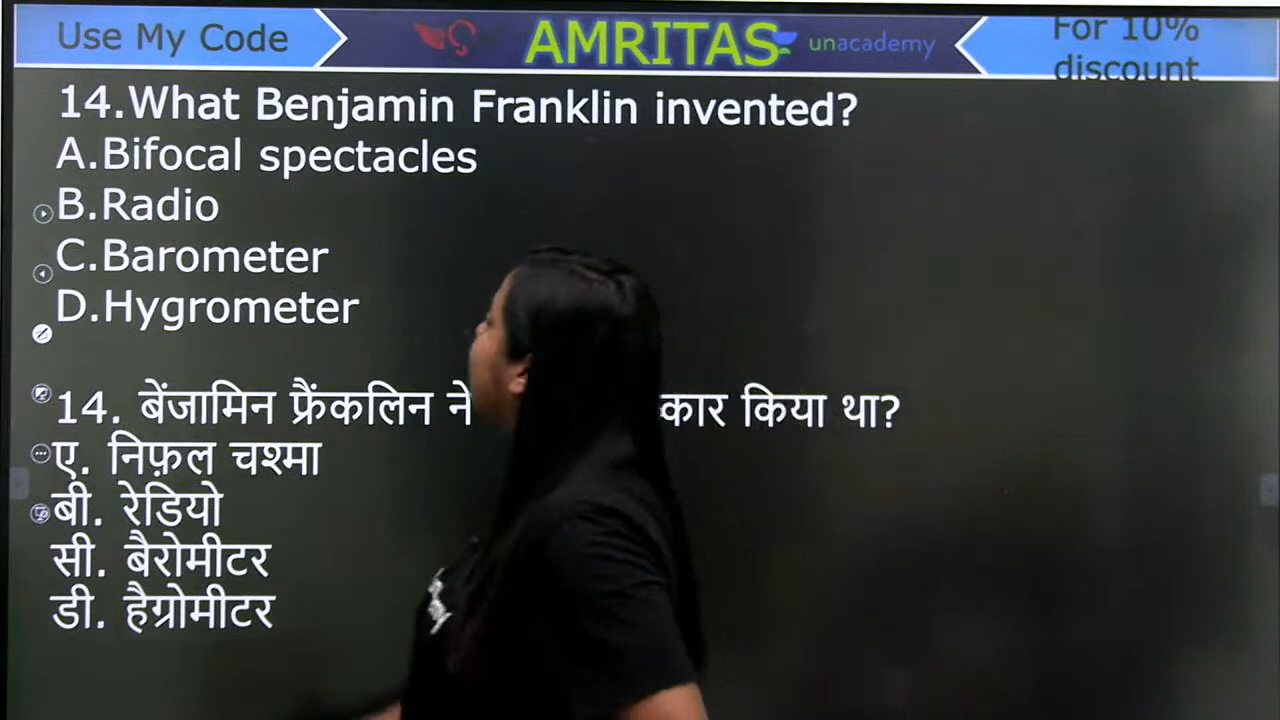 Use My Code
AMRITAS
unacademy
For 10%
discount
14.What Benjamin Franklin invented?
A.Bifocal spectacles
B.Radio
C.Barometer
D.Hygrometer
14. बेंजामिन फ्रैंकलिन ने कार किया था?
ए. निफ़ल चश्मा
बी. रेडियो
सी. बैरोमीटर
डी. हैग्रोमीटर